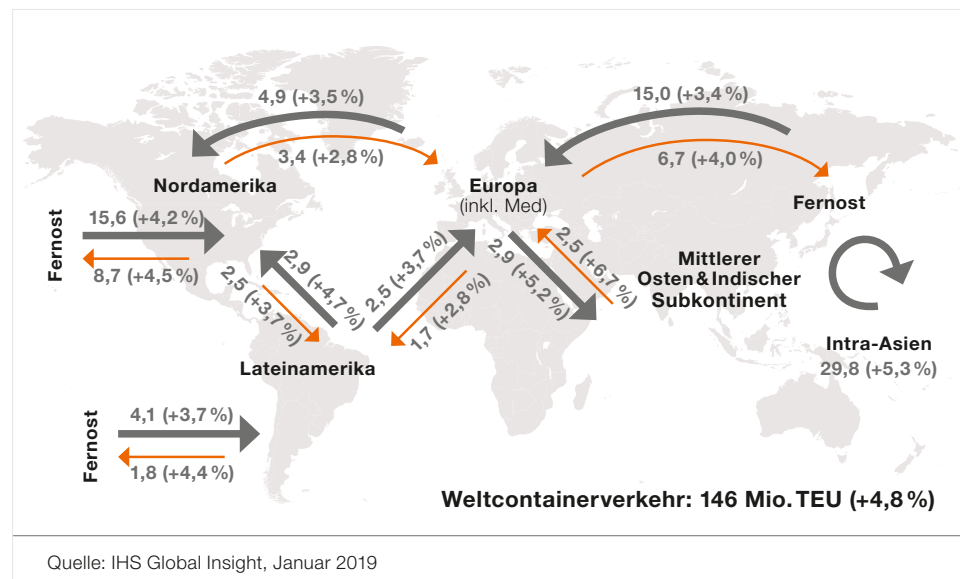 4,9 (+3,5 %)
15,0 (+3,4 %)
3,4 (+2,8 %)
6,7 (+4,0 %)
Nordamerika
Europa
(inkl. Med)
Fernost
Fernost
15,6 (+4,2 %)
8,7 (+4,5 %)
2,5 (+3,7 %)
2,9 (+4,7 %)
2,5 (+3,7 %)
1,7 (+2,8 %)
2,9 (+5,2 %)
2,5 (+6,7 %)
Mittlerer
Osten & Indischer
Subkontinent
Intra-Asien
29,8 (+5,3 %)
Lateinamerika
Fernost
4,1 (+3,7 %)
1,8 (+4,4 %)
Weltcontainerverkehr: 146 Mio. TEU (+4,8 %)
Quelle: IHS Global Insight, Januar 2019